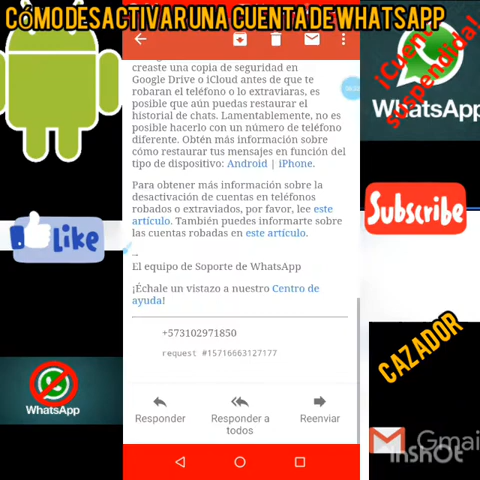 CÓMO DESACTIVAR UNA CUENTA DE WHATSAPP
creaste una copia de seguridad en
Google Drive o iCloud antes de que te
robaran el teléfono o lo extraviaras, es
posible que aún puedas restaurar el
historial de chats. Lamentablemente, no es
posible hacerlo con un número de teléfono
diferente. Obtén más información sobre
cómo restaurar tus mensajes en función del
tipo de dispositivo: Android | iPhone.
Para obtener más información sobre la
desactivación de cuentas en teléfonos
robados o extraviados, por favor, lee este
artículo. También puedes informarte sobre
las cuentas robadas en este artículo.
--
El equipo de Soporte de WhatsApp
¡Échale un vistazo a nuestro Centro de
ayuda!
+573102971850
request #15716663127177
Responder
Responder a
todos
Reenviar
Like
WhatsApp
¡Cuenta
suspendida!
WhatsApp
Subscribe
CAZADOR
Gmai
InShOt